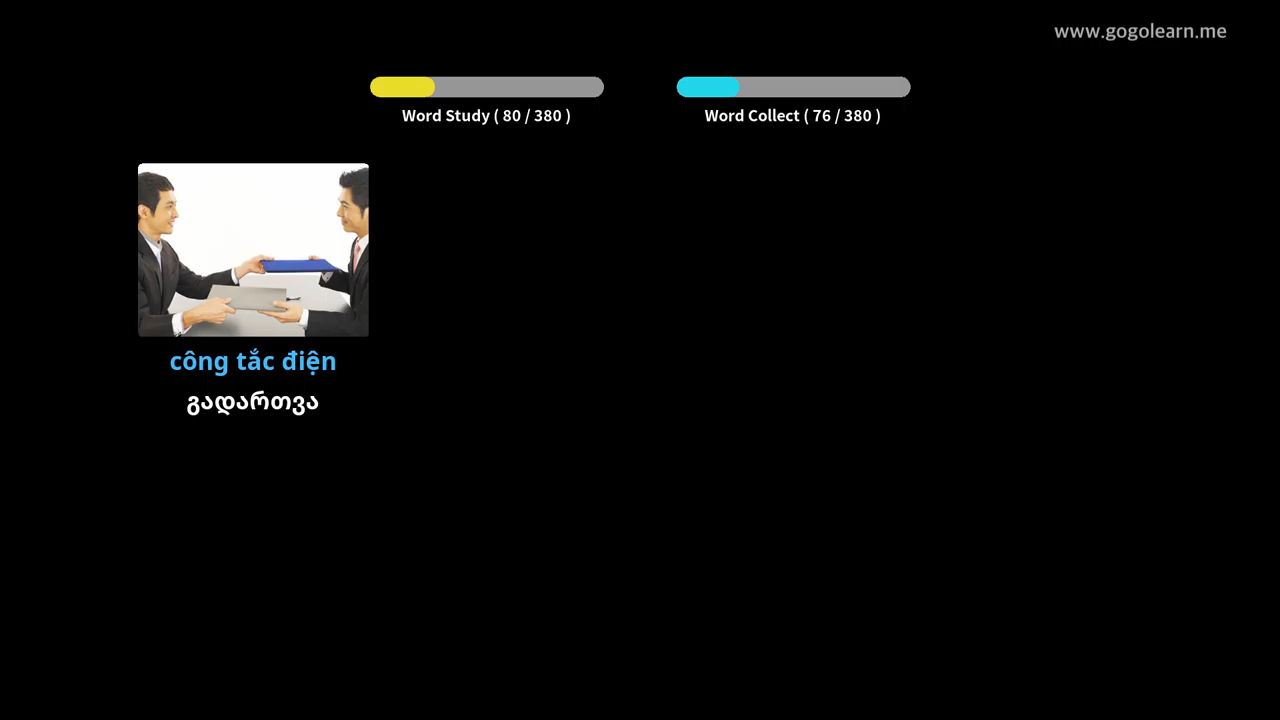 www.gogolearn.me
Word Study ( 80 / 380 )
Word Collect ( 76 / 380 )
công tắc điện
გადართვა